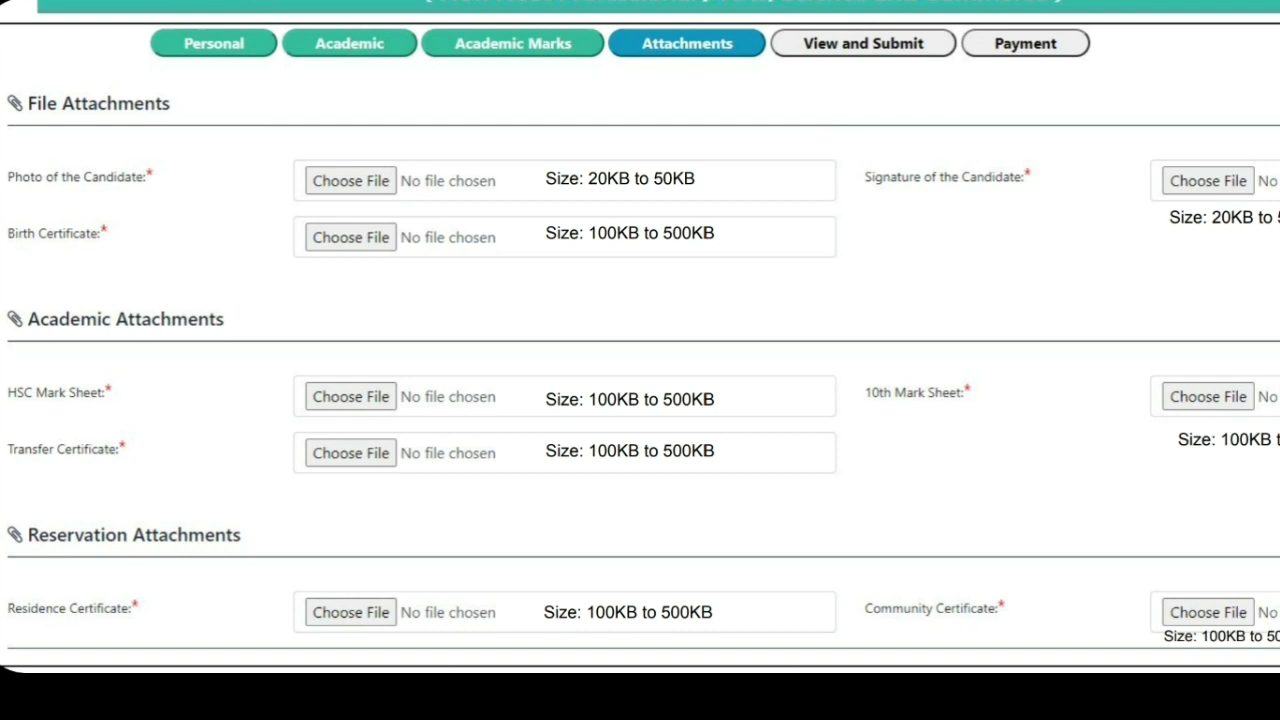 Personal Academic Academic Marks Attachments View and Submit Payment
File Attachments
Photo of the Candidate:* Choose File No file chosen Size: 20KB to 50KB Signature of the Candidate:* Choose File No
Size: 20KB to
Birth Certificate:* Choose File No file chosen Size: 100KB to 500KB
Academic Attachments
HSC Mark Sheet:* Choose File No file chosen Size: 100KB to 500KB 10th Mark Sheet:* Choose File No
Size: 100KB
Transfer Certificate:* Choose File No file chosen Size: 100KB to 500KB
Reservation Attachments
Residence Certificate:* Choose File No file chosen Size: 100KB to 500KB Community Certificate:* Choose File No
Size: 100KB to